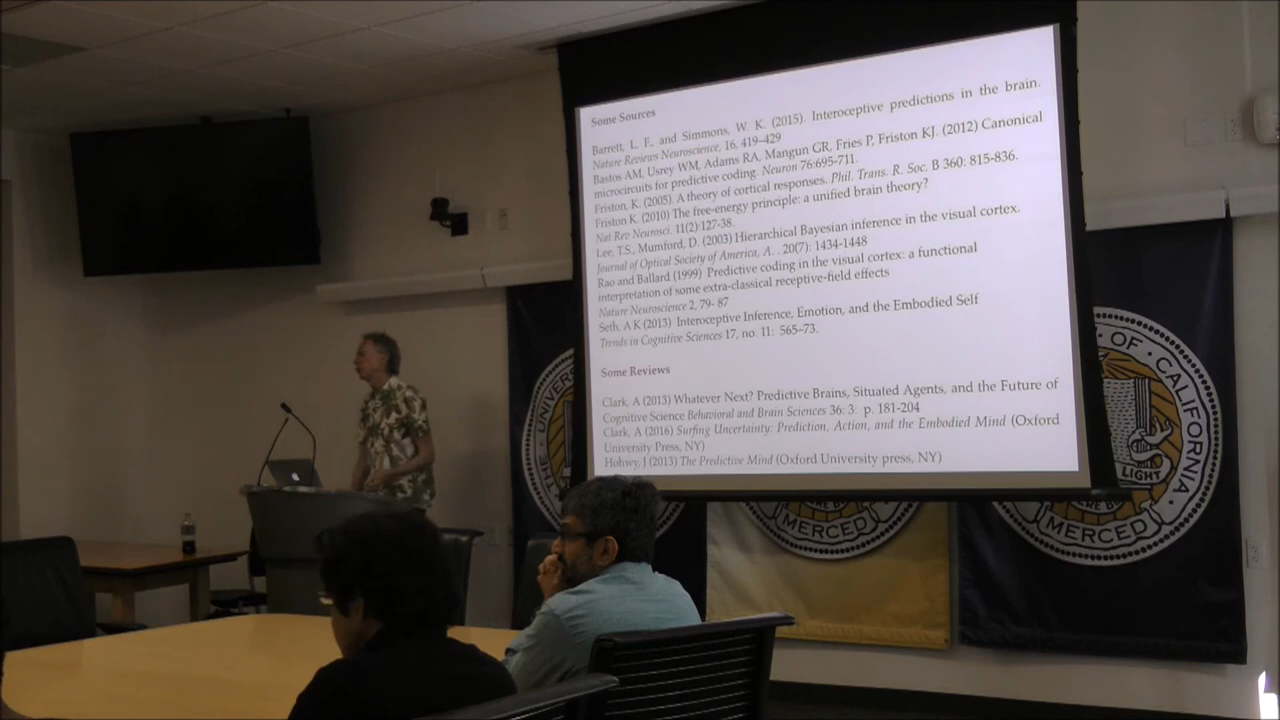 Some Sources
Barrett, L. F., and Simmons, W. K. (2015). Interoceptive predictions in the brain.
Nature Reviews Neuroscience, 16, 419–429
Bastos AM, Usrey WM, Adams RA, Mangun GR, Fries P, Friston KJ. (2012) Canonical
microcircuits for predictive coding. Neuron 76:695-711.
Friston, K. (2005). A theory of cortical responses. Phil. Trans. R. Soc. B 360: 815-836.
Friston K. (2010) The free-energy principle: a unified brain theory?
Nat Rev Neurosci. 11(2):127-38.
Lee, T.S., Mumford, D. (2003) Hierarchical Bayesian inference in the visual cortex.
Journal of Optical Society of America, A. . 20(7): 1434-1448
Rao and Ballard (1999) Predictive coding in the visual cortex: a functional
interpretation of some extra-classical receptive-field effects
Nature Neuroscience 2, 79- 87
Seth, A K (2013) Interoceptive Inference, Emotion, and the Embodied Self
Trends in Cognitive Sciences 17, no. 11: 565–73.
Some Reviews
Clark, A (2013) Whatever Next? Predictive Brains, Situated Agents, and the Future of
Cognitive Science Behavioral and Brain Sciences 36: 3: p. 181-204
Clark, A (2016) Surfing Uncertainty: Prediction, Action, and the Embodied Mind (Oxford
University Press, NY)
Hohwy, J (2013) The Predictive Mind (Oxford University press, NY)
· THE · UNIVER
OF · CALIFORNIA ·
LIGHT
MERCED
MERCED